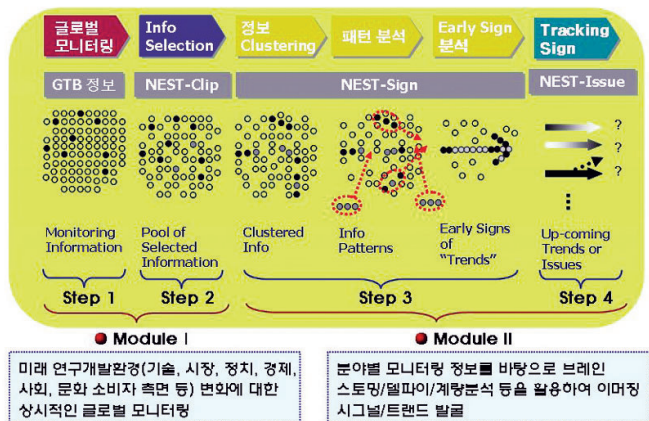 글로벌
모니터링
Info
Selection
정보
Clustering
패턴 분석
Early Sign
분석
Tracking
Sign
GTB 정보
NEST-Clip
NEST-Sign
NEST-Issue
?
?
?
Monitoring
Information
Pool of
Selected
Information
Clustered
Info
Info
Patterns
Early Signs
of
“Trends”
Up-coming
Trends or
Issues
Step 1
Step 2
Step 3
Step 4
Module I
Module II
미래 연구개발환경(기술, 시장, 정치, 경제,
사회, 문화 소비자 측면 등) 변화에 대한
상시적인 글로벌 모니터링
분야별 모니터링 정보를 바탕으로 브레인
스토밍/델파이/계량분석 등을 활용하여 이머징
시그널/트랜드 발굴